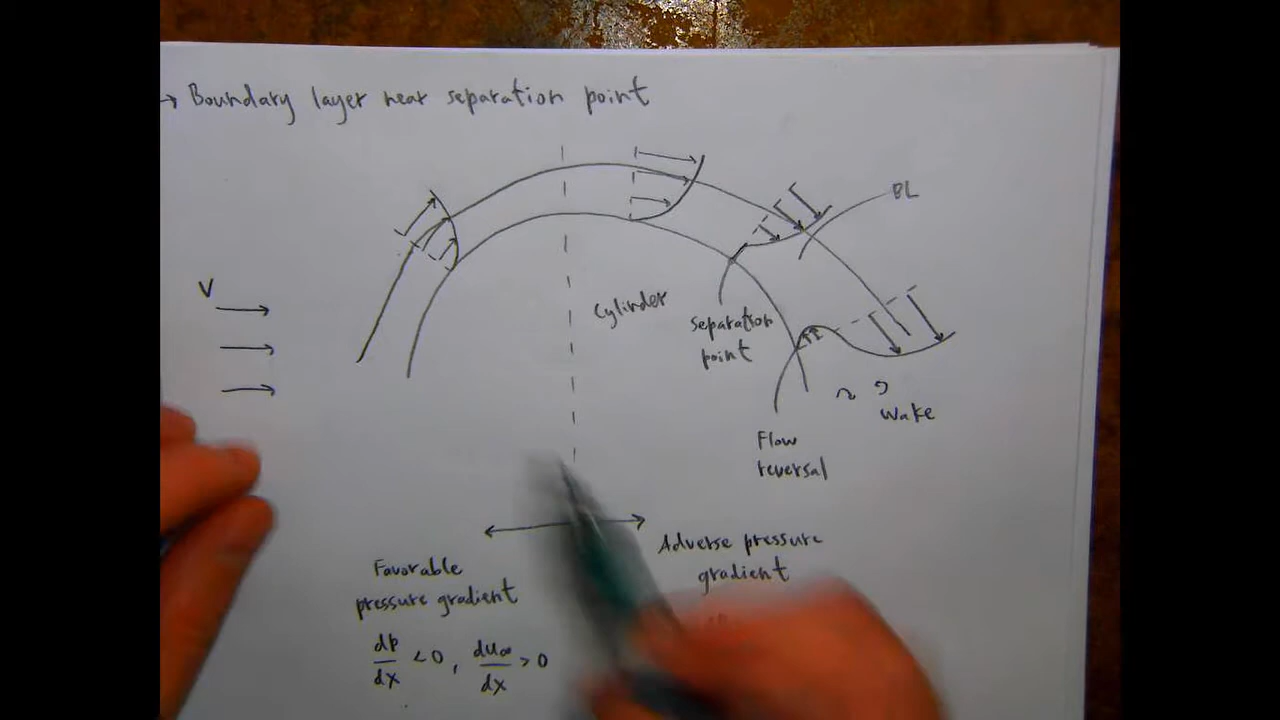 → Boundary layer near separation point
BL
V
Cylinder
separation
point
wake
Flow
reversal
Favorable
pressure gradient
Adverse pressure
gradient
dp/dx <0, du∞/dx >0